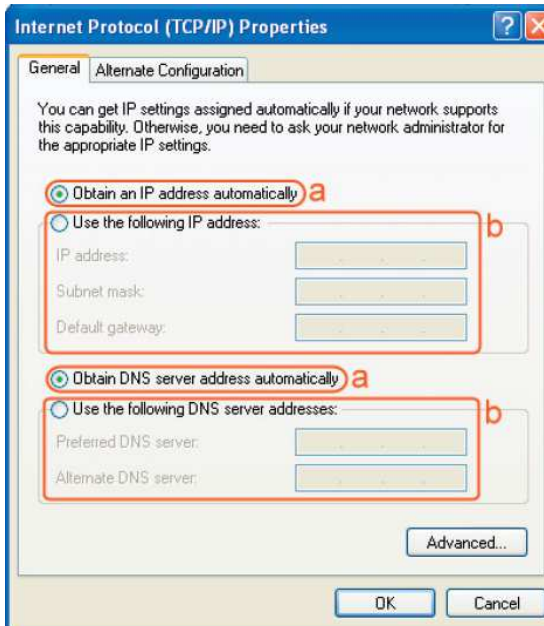 Internet Protocol (TCP/IP) Properties
General
Alternate Configuration
You can get IP settings assigned automatically if your network supports
this capability. Otherwise, you need to ask your network administrator for
the appropriate IP settings.
Obtain an IP address automatically a
Use the following IP address: b
IP address:
Subnet mask:
Default gateway:
Obtain DNS server address automatically a
Use the following DNS server addresses: b
Preferred DNS server:
Alternate DNS server:
Advanced...
OK
Cancel